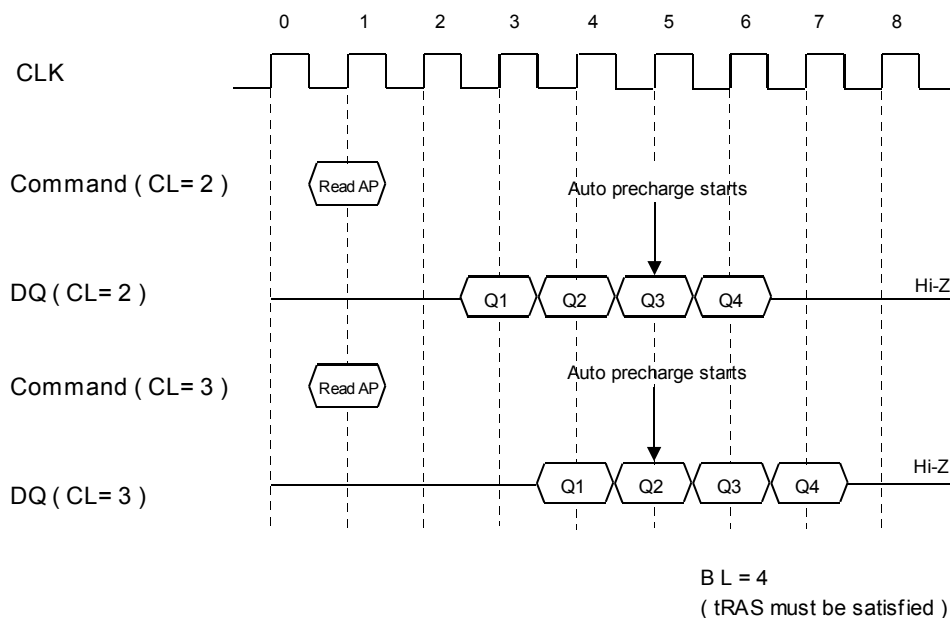 0 1 2 3 4 5 6 7 8
CLK
Command ( CL= 2 )
Read AP
Auto precharge starts
DQ ( CL= 2 )
Q1 Q2 Q3 Q4
Hi-Z
Command ( CL= 3 )
Read AP
Auto precharge starts
DQ ( CL= 3 )
Q1 Q2 Q3 Q4
Hi-Z
B L = 4
( tRAS must be satisfied )